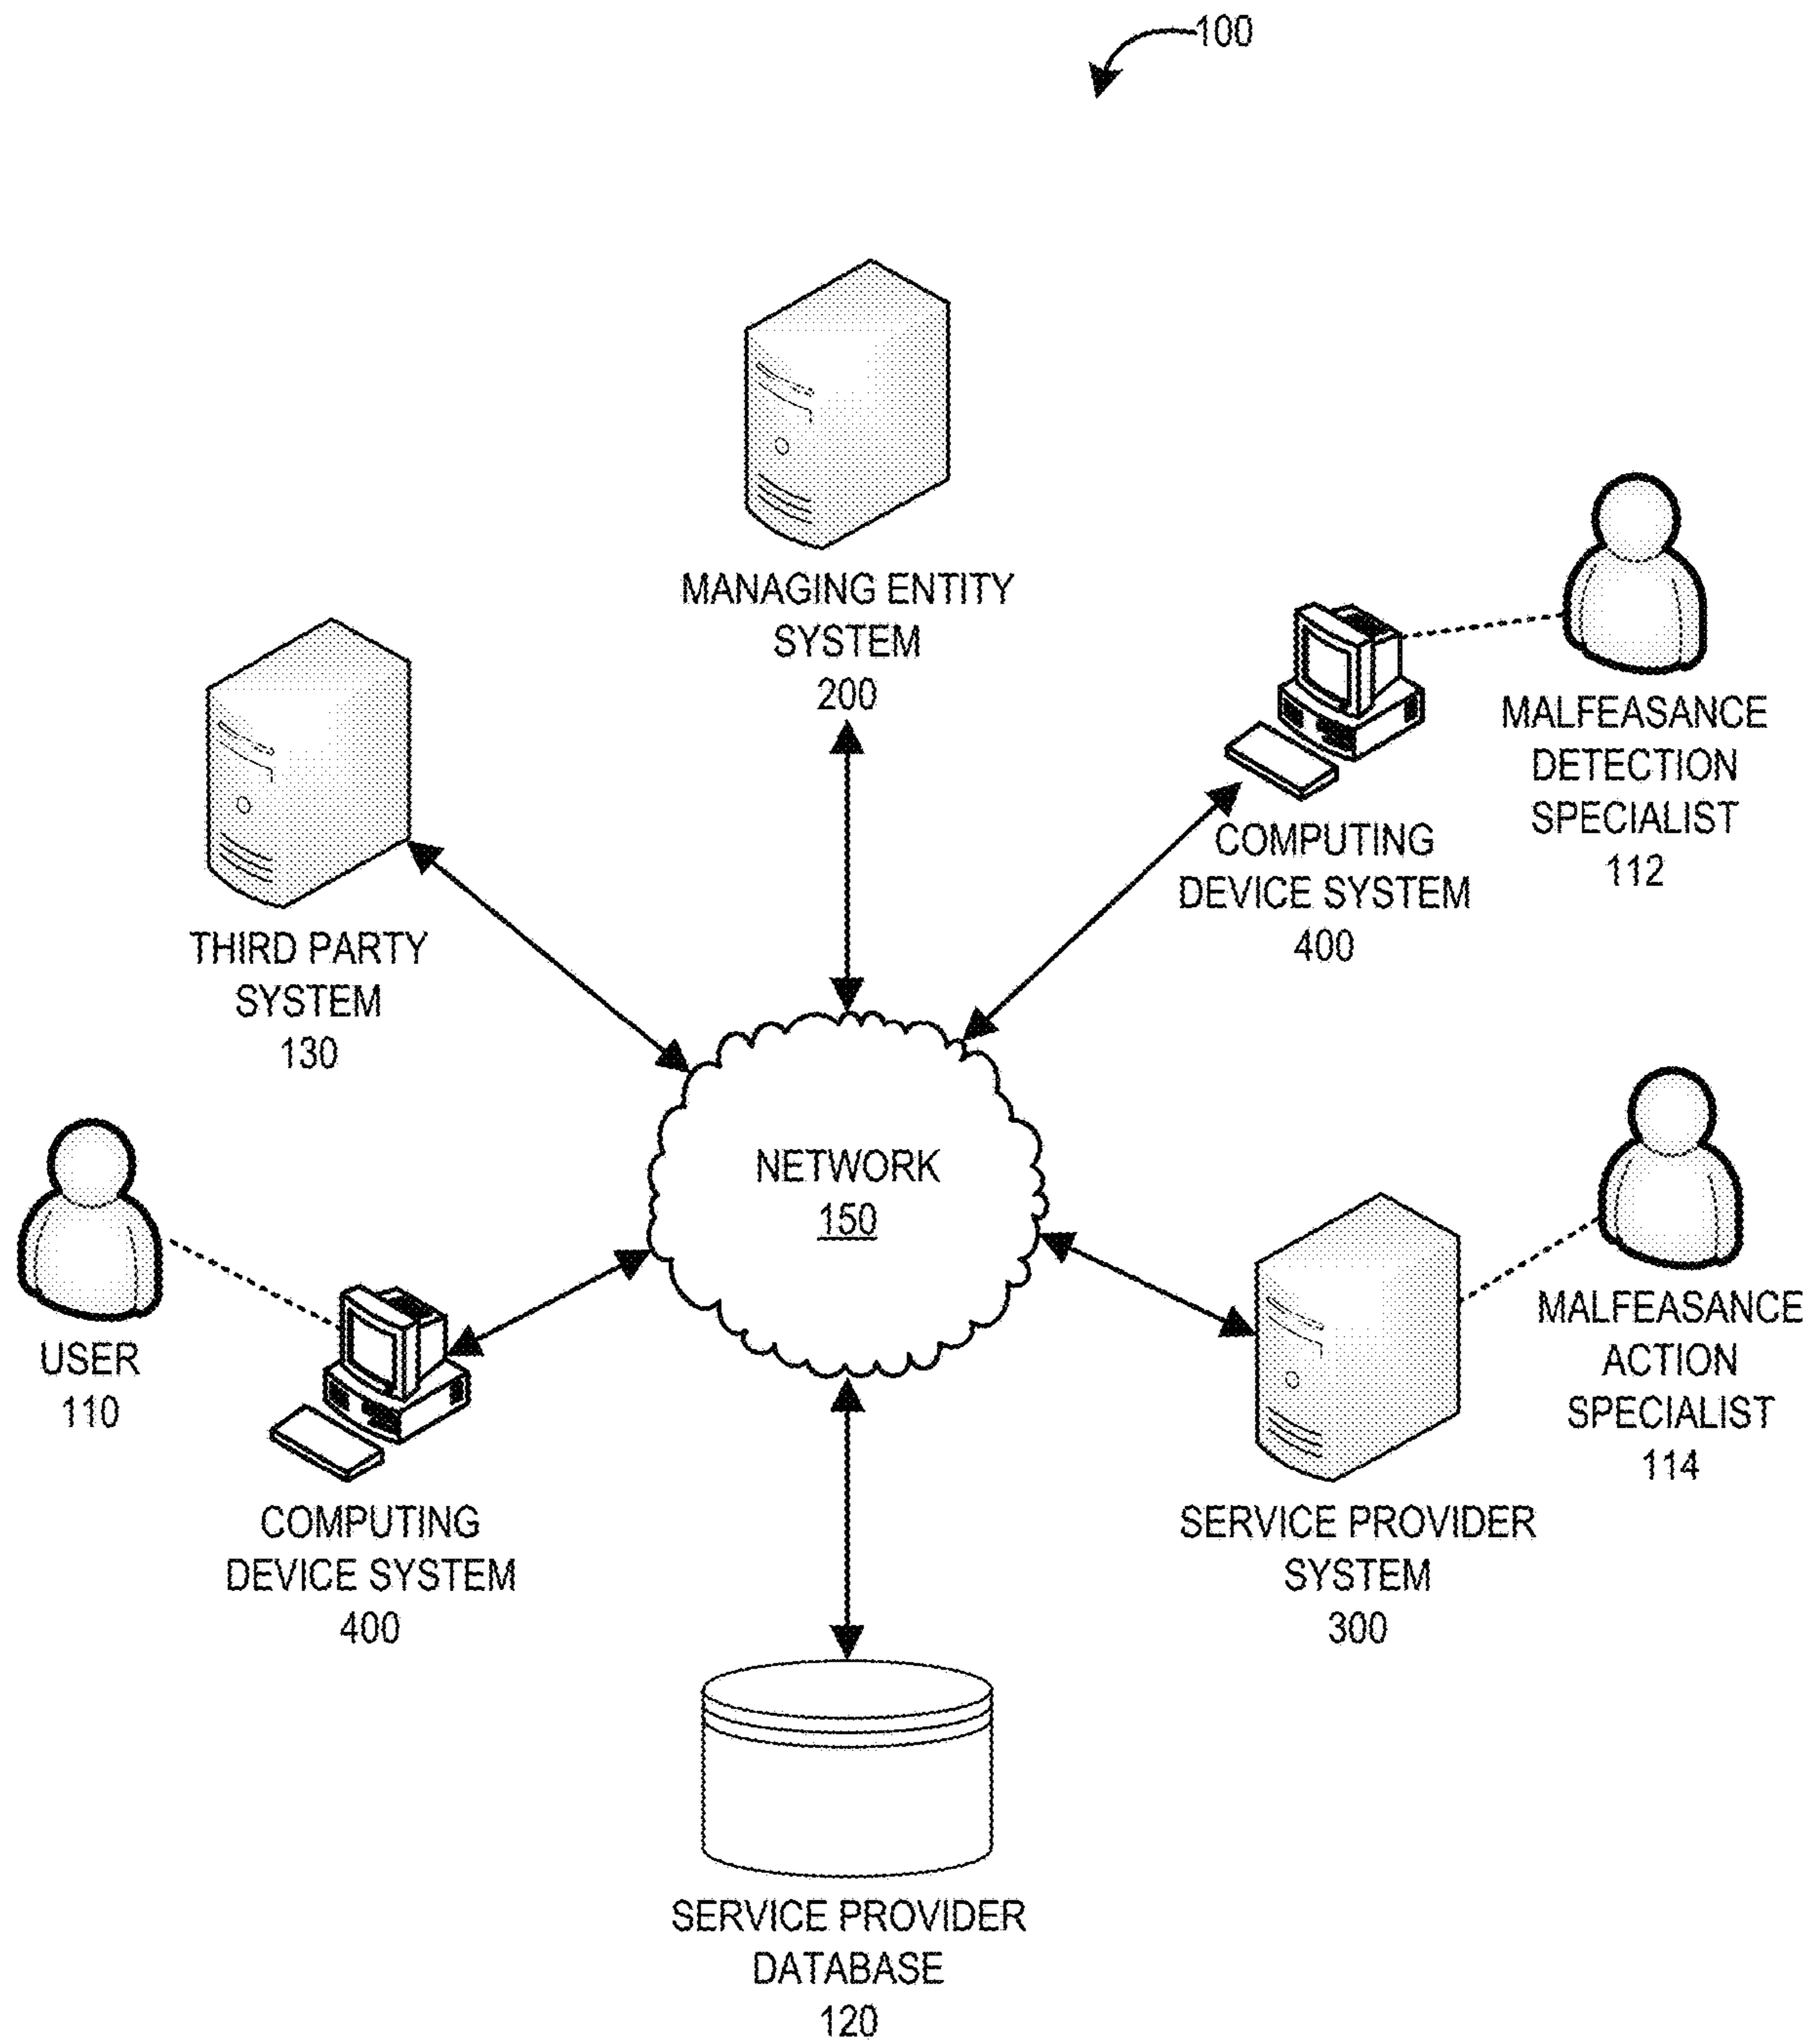 100
MANAGING ENTITY
SYSTEM
200
MALFEASANCE
DETECTION
SPECIALIST
112
COMPUTING
DEVICE SYSTEM
400
THIRD PARTY
SYSTEM
130
NETWORK
150
USER
110
MALFEASANCE
ACTION
SPECIALIST
114
COMPUTING
DEVICE SYSTEM
400
SERVICE PROVIDER
SYSTEM
300
SERVICE PROVIDER
DATABASE
120